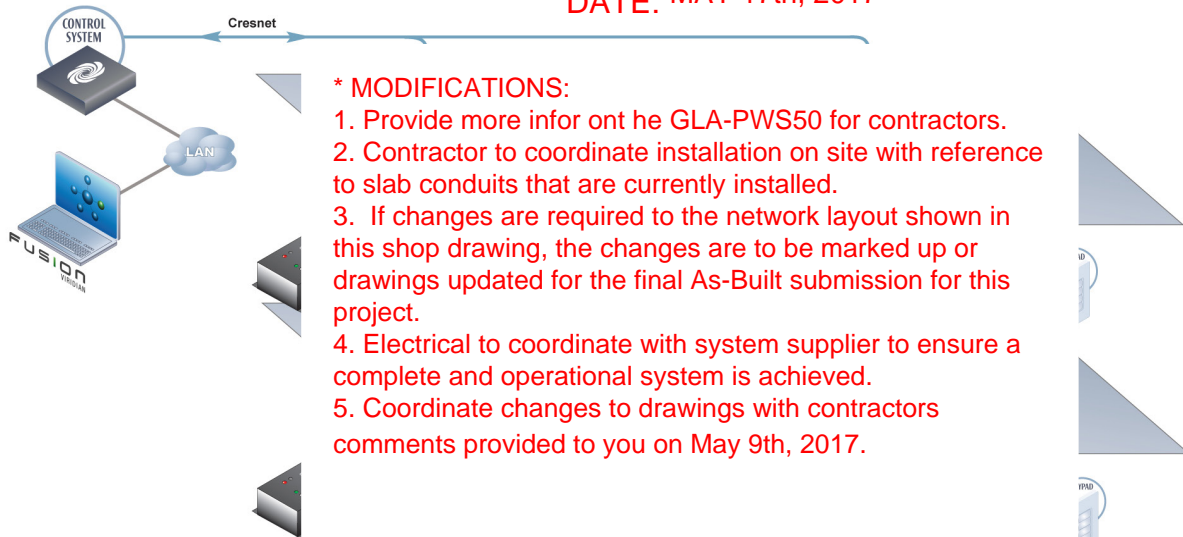 DATE: MAY 17th, 2017
CONTROL
SYSTEM
Cresnet
LAN
FUSION
VIRIDIAN
* MODIFICATIONS:
1. Provide more infor ont he GLA-PWS50 for contractors.
2. Contractor to coordinate installation on site with reference
to slab conduits that are currently installed.
3. If changes are required to the network layout shown in
this shop drawing, the changes are to be marked up or
drawings updated for the final As-Built submission for this
project.
4. Electrical to coordinate with system supplier to ensure a
complete and operational system is achieved.
5. Coordinate changes to drawings with contractors
comments provided to you on May 9th, 2017.